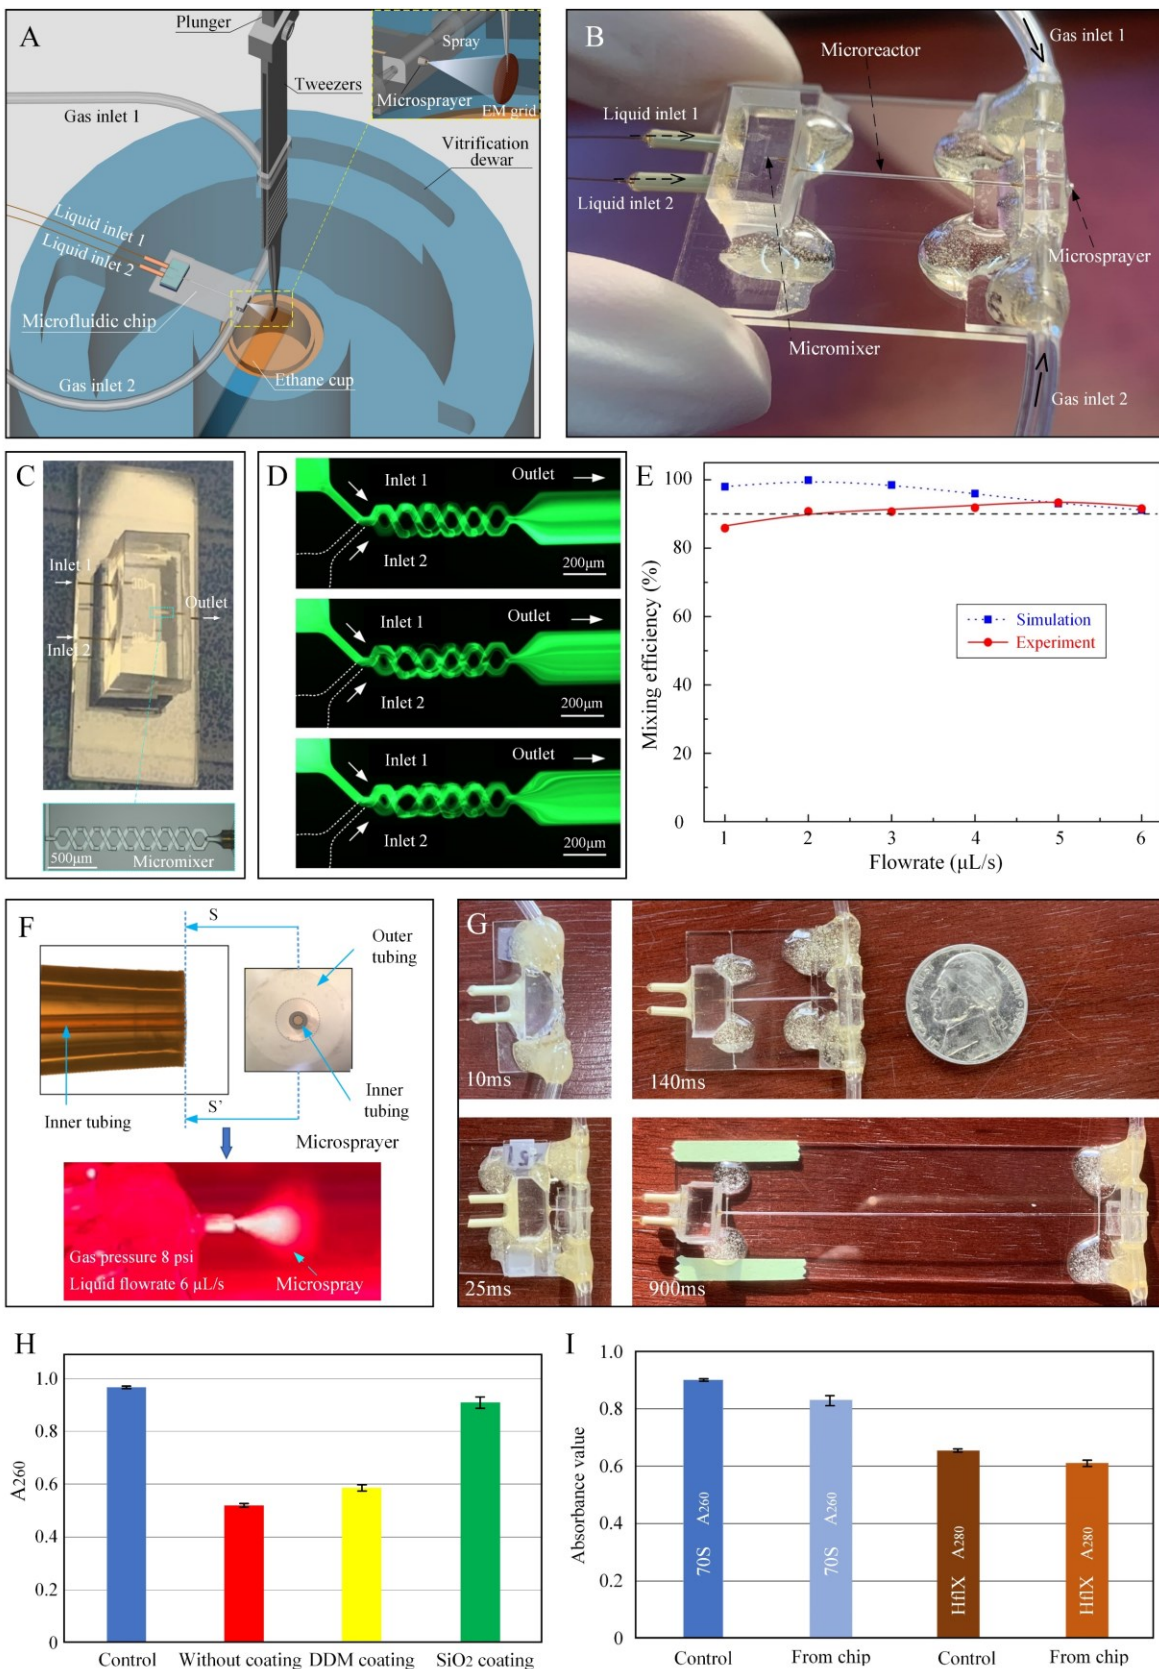 A
Plunger
Spray
Microsprayer
EM grid
Tweezers
Gas inlet 1
Vitrification
dewar
Liquid inlet 1
Liquid inlet 2
Microfluidic chip
Gas inlet 2
Ethane cup
B
Gas inlet 1
Microreactor
Liquid inlet 1
Liquid inlet 2
Microsprayer
Micromixer
Gas inlet 2
C
Inlet 1
Outlet
Inlet 2
500μm
Micromixer
D
Inlet 1
Outlet
Inlet 2
200μm
Inlet 1
Outlet
Inlet 2
200μm
Inlet 1
Outlet
Inlet 2
200μm
E
100
80
60
40
20
0
Mixing efficiency (%)
Simulation
Experiment
1 2 3 4 5 6
Flowrate (μL/s)
F
S
Outer
tubing
Inner tubing
S'
Inner
tubing
Microsprayer
Gas pressure 8 psi
Liquid flowrate 6 μL/s
Microspray
G
10ms
140ms
25ms
900ms
H
1.0
0.8
0.6
0.4
0.2
0
A260
Control
Without coating
DDM coating
SiO2 coating
I
1.0
0.8
0.6
0.4
0.2
0
Absorbance value
70S A260
70S A260
HflX A280
HflX A280
Control
From chip
Control
From chip